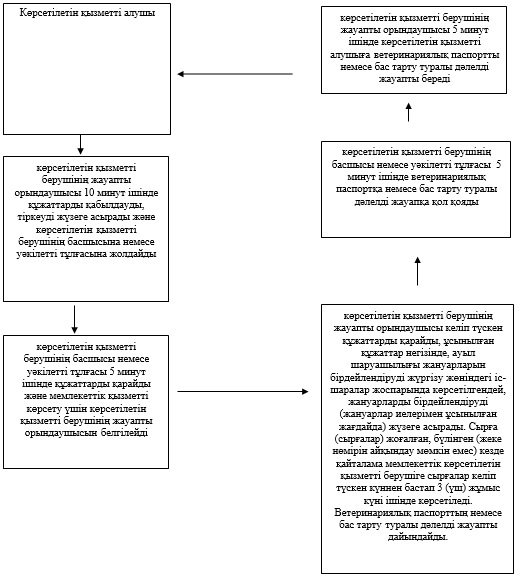 Көрсетілетін қызметті алушы
көрсетілетін қызметті
берушінің жауапты
орындаушысы 10 минут ішінде
құжаттарды қабылдауды,
тіркеуді жүзеге асырады және
көрсетілетін қызметті
берушінің басшысына немесе
уәкілетті тұлғасына жолдайды
көрсетілетін қызметті
берушінің басшысы немесе
уәкілетті тұлғасы 5 минут
ішінде құжаттарды қарайды
және мемлекеттік қызметті
көрсету үшін көрсетілетін
қызметті берушінің жауапты
орындаушысын белгілейді
көрсетілетін қызметті берушінің
жауапты орындаушысы келіп түскен
құжаттарды қарайды, ұсынылған
құжаттар негізінде, ауыл
шаруашылығы жануарларын
бірдейлендіруді жүргізу жөніндегі іс-
шаралар жоспарында көрсетілгендей,
жануарларды бірдейлендіруді
(жануарлар иелерімен ұсынылған
жағдайда) жүзеге асырады. Сырға
(сырғалар) жоғалған, бүлінген (жеке
нөмірін айқындау мөмкін емес) кезде
қайталама мемлекеттік көрсетілетін
қызметті берушіге сырғалар келіп
түскен күннен бастап 3 (үш) жұмыс
күні ішінде көрсетіледі.
Ветеринариялық паспорттың немесе
бас тарту туралы дәлелді жауапты
дайындайды.
көрсетілетін қызметті берушінің
басшысы немесе уәкілетті тұлғасы 5
минут ішінде ветеринариялық
паспортқа немесе бас тарту туралы
дәлелді жауапқа қол қояды
көрсетілетін қызметті берушінің
жауапты орындаушысы 5 минут
ішінде көрсетілетін қызметті
алушыға ветеринариялық паспортты
немесе бас тарту туралы дәлелді
жауапты береді